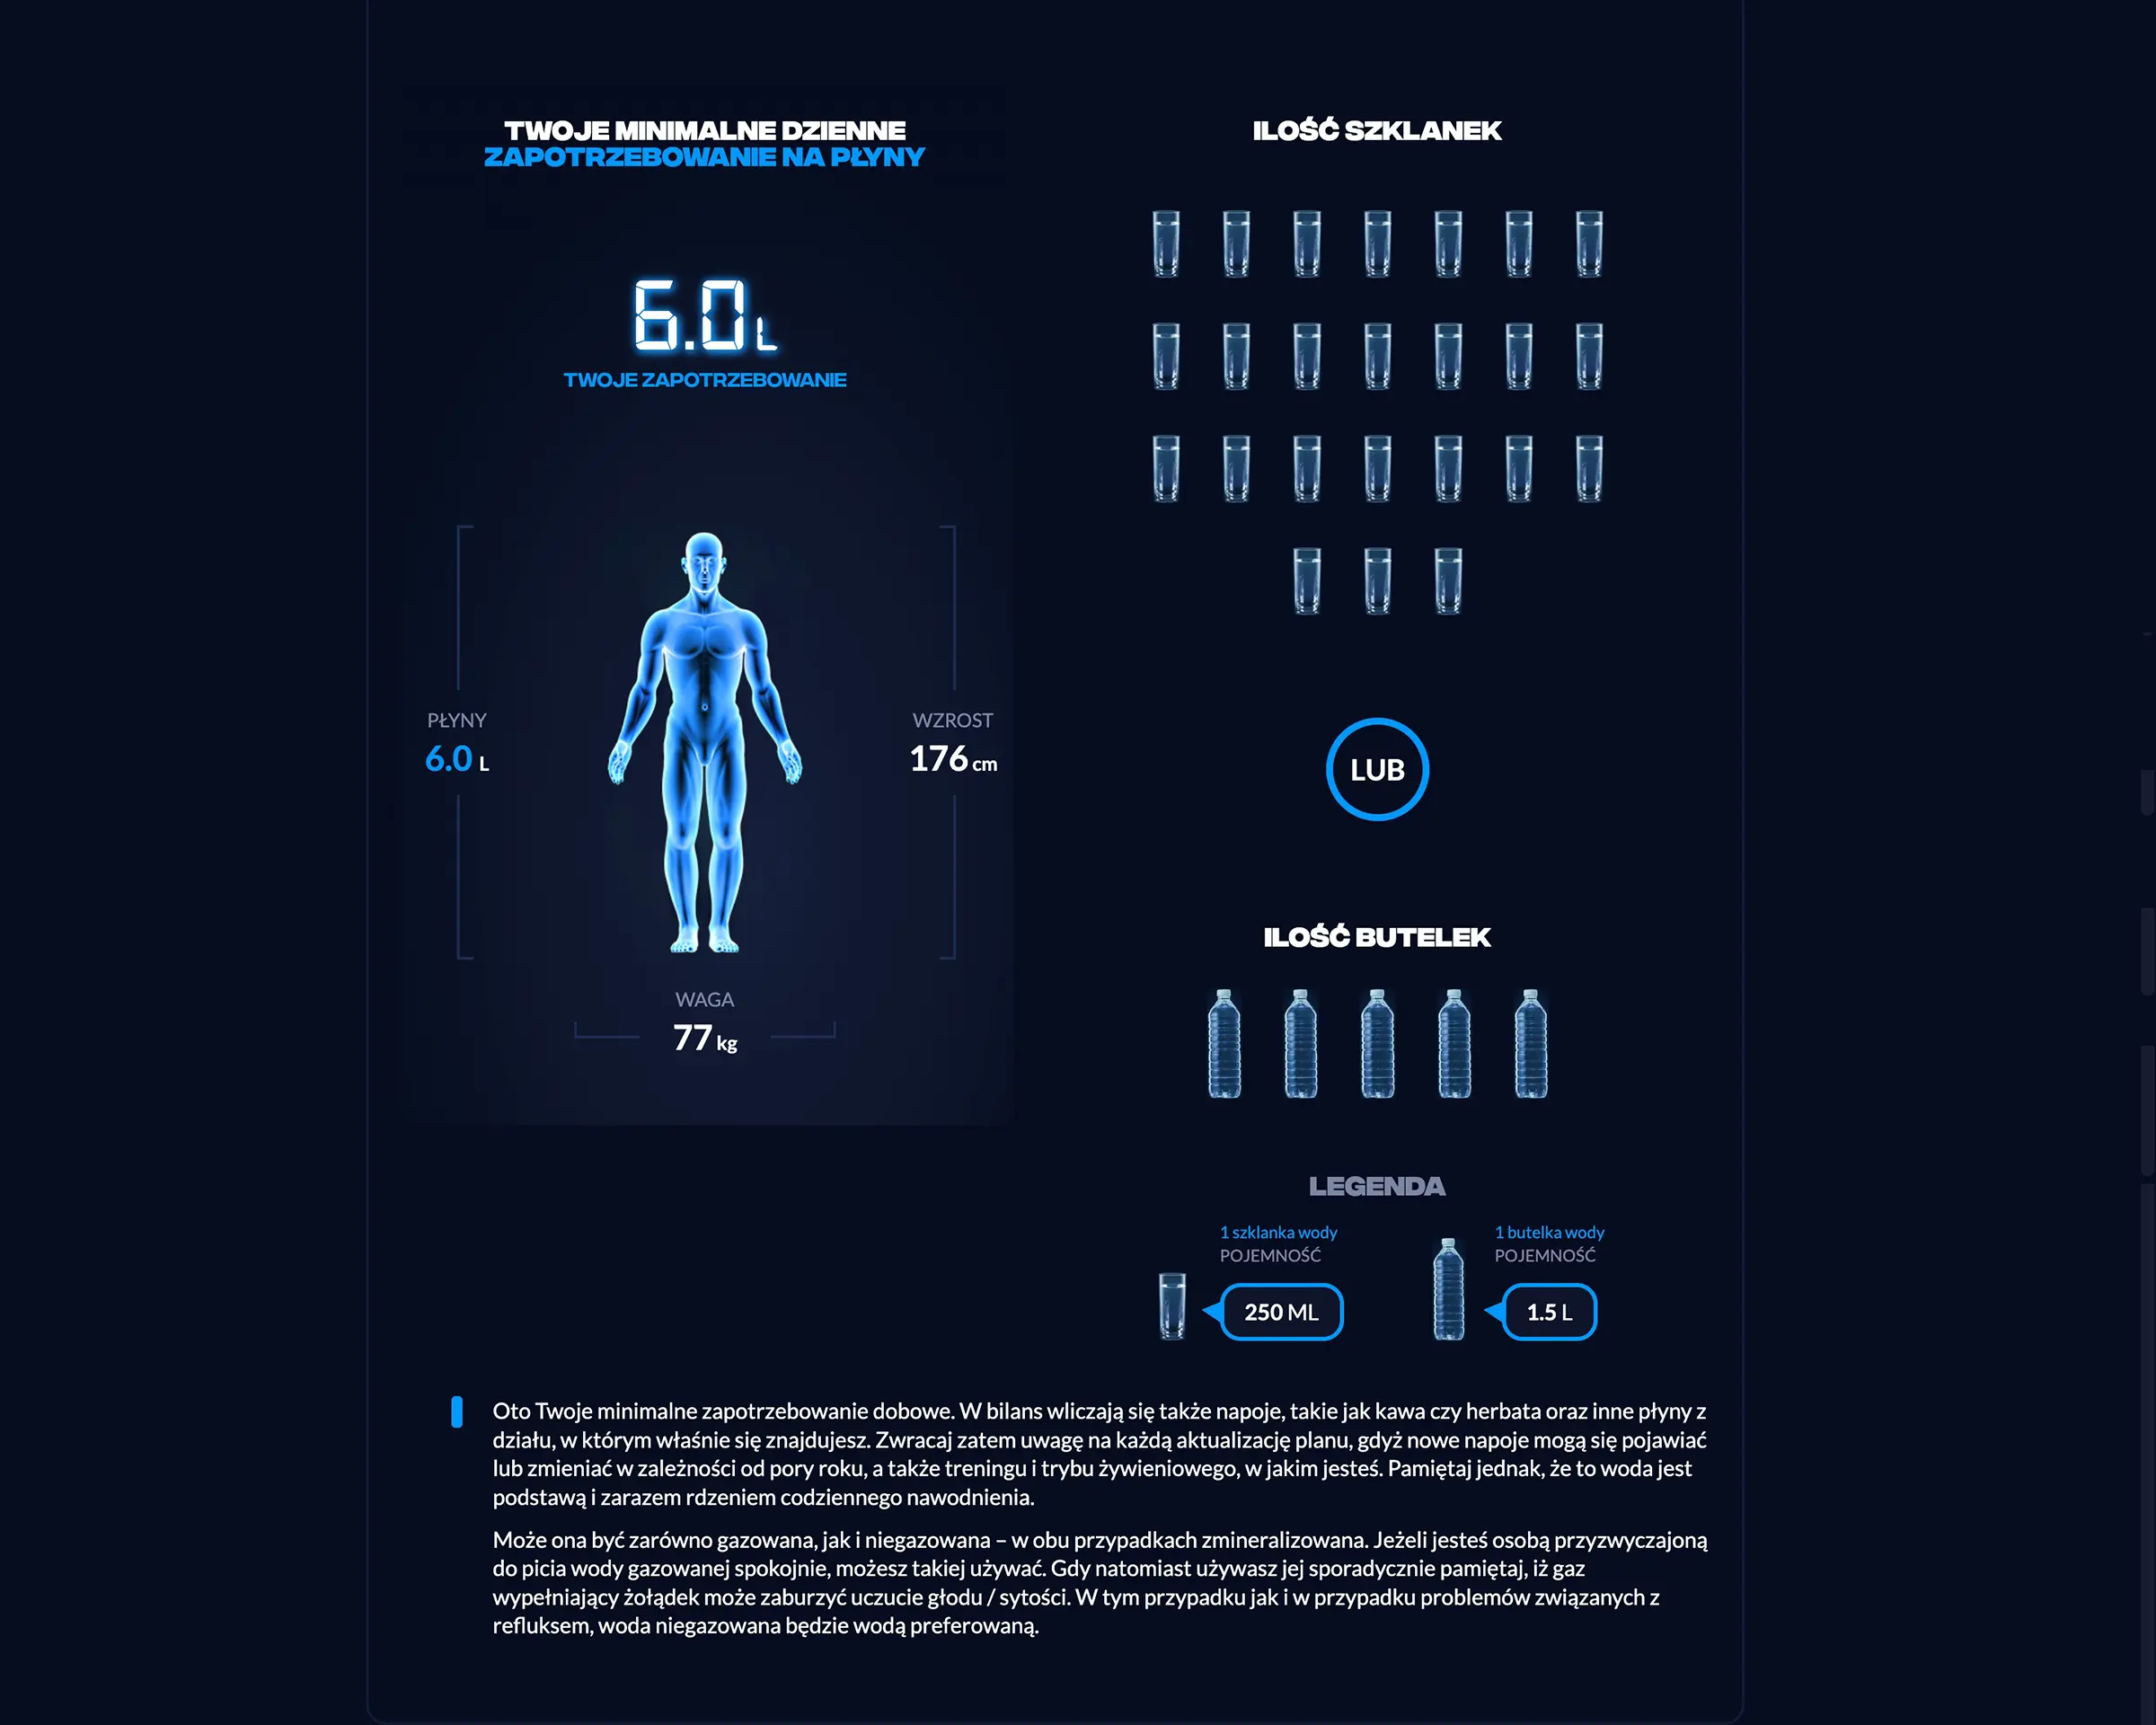 TWOJE MINIMALNE DZIENNE
ZAPOTRZEBOWANIE NA PŁYNY
6.0 L
TWOJE ZAPOTRZEBOWANIE
PŁYNY
6.0 L
WZROST
176 cm
WAGA
77 kg
ILOŚĆ SZKLANEK
LUB
ILOŚĆ BUTELEK
LEGENDA
1 szklanka wody
POJEMNOŚĆ
250 ML
1 butelka wody
POJEMNOŚĆ
1.5 L
Oto Twoje minimalne zapotrzebowanie dobowe. W bilans wliczają się także napoje, takie jak kawa czy herbata oraz inne płyny z
działu, w którym właśnie się znajdujesz. Zwracaj zatem uwagę na każdą aktualizację planu, gdyż nowe napoje mogą się pojawiać
lub zmieniać w zależności od pory roku, a także treningu i trybu żywieniowego, w jakim jesteś. Pamiętaj jednak, że to woda jest
podstawą i zarazem rdzeniem codziennego nawodnienia.
Może ona być zarówno gazowana, jak i niegazowana – w obu przypadkach zmineralizowana. Jeżeli jesteś osobą przyzwyczajoną
do picia wody gazowanej spokojnie, możesz takiej używać. Gdy natomiast używasz jej sporadycznie pamiętaj, iż gaz
wypełniający żołądek może zaburzyć uczucie głodu / sytości. W tym przypadku jak i w przypadku problemów związanych z
refluksem, woda niegazowana będzie wodą preferowaną.